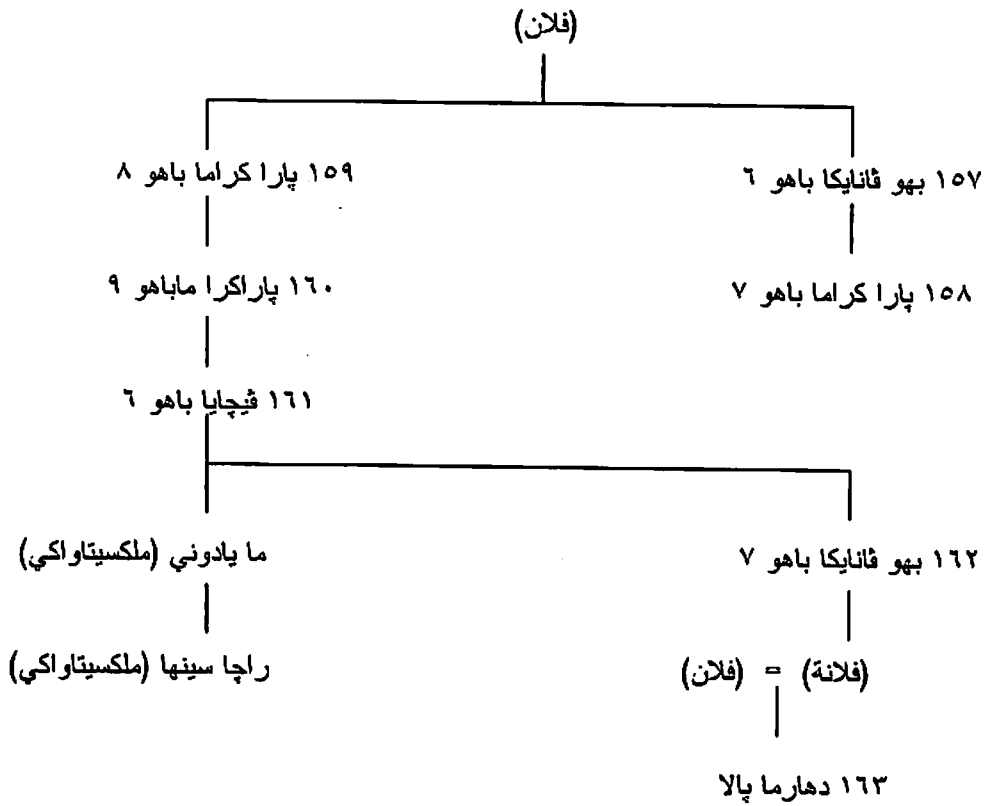 (فلان)
١٥٧ بهو ڤانايكا باهو ٦
١٥٩ پارا كراما باهو ٨
١٥٨ پارا كراما باهو ٧
١٦٠ پاراكرا ماباهو ٩
١٦١ ڤيچايا باهو ٦
١٦٢ بهو ڤانايكا باهو ٧
ما يادوني (ملكسيتاواكي)
(فلانة) = (فلان)
راچا سينها (ملكسيتاواكي)
١٦٣ دهارما پالا